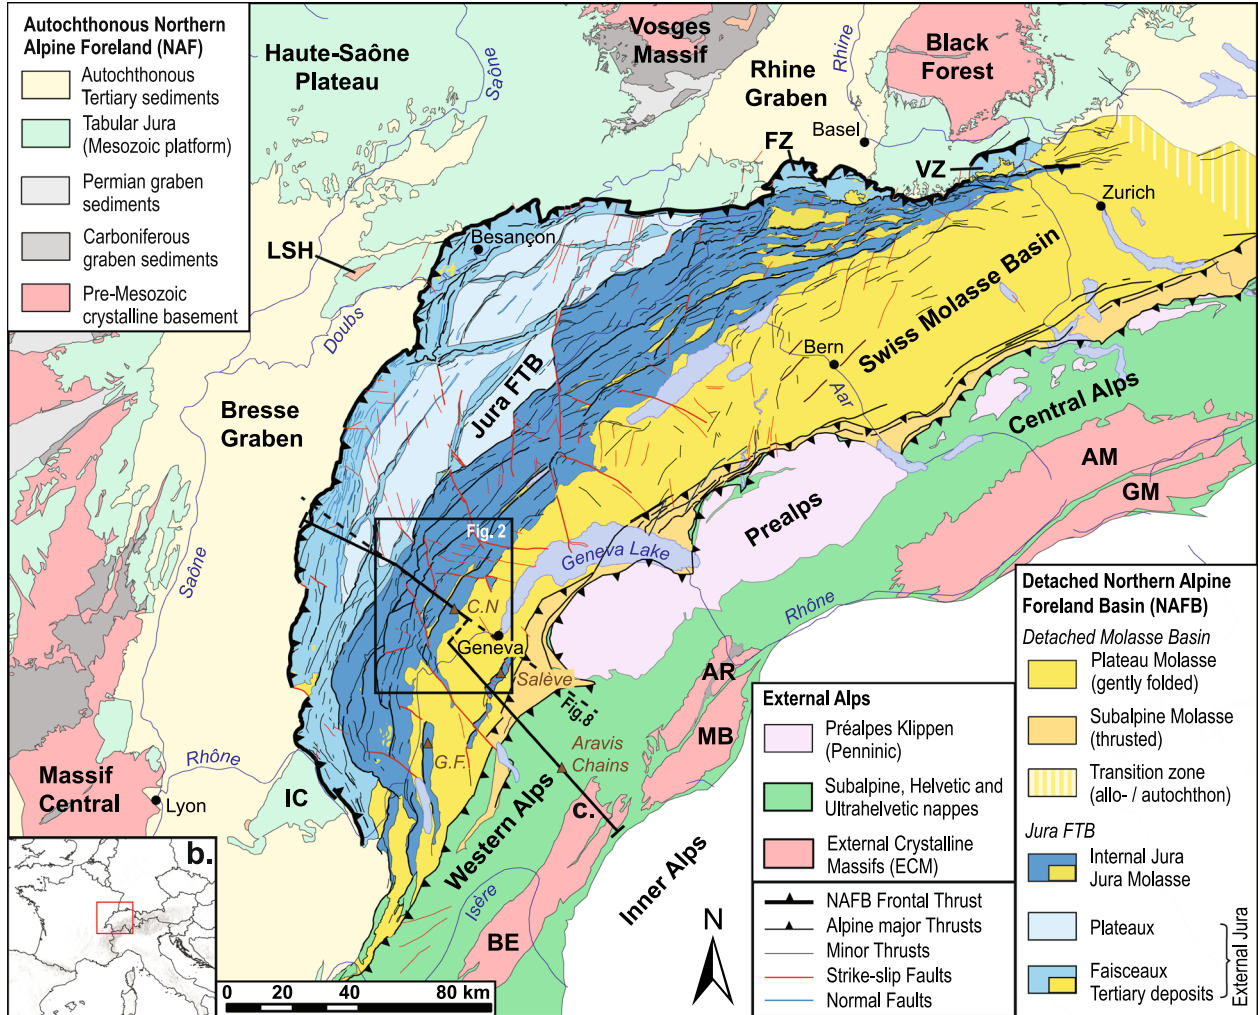 Autochthonous Northern
Alpine Foreland (NAF)
Autochthonous
Tertiary sediments
Tabular Jura
(Mesozoic platform)
Permian graben
sediments
Carboniferous
graben sediments
Pre-Mesozoic
crystalline basement
Haute-Saône
Plateau
Saône
Vosges
Massif
Rhine
Graben
Rhine
Black
Forest
Basel
FZ
VZ
Zurich
LSH
Besançon
Doubs
Swiss Molasse Basin
Bern
Aar
Jura FTB
Bresse
Graben
Central Alps
AM
GM
Prealps
Fig. 2
Geneva Lake
Saône
C.N
Geneva
Rhône
Salève
Fig.8
AR
MB
Aravis
Chains
G.F.
Rhône
Massif
Central
Lyon
IC
c.
Western Alps
Inner Alps
Isère
BE
b.
N
0 20 40 80 km
External Alps
Préalpes Klippen
(Penninic)
Subalpine, Helvetic and
Ultrahelvetic nappes
External Crystalline
Massifs (ECM)
NAFB Frontal Thrust
Alpine major Thrusts
Minor Thrusts
Strike-slip Faults
Normal Faults
Detached Northern Alpine
Foreland Basin (NAFB)
Detached Molasse Basin
Plateau Molasse
(gently folded)
Subalpine Molasse
(thrusted)
Transition zone
(allo- / autochthon)
Jura FTB
Internal Jura
Jura Molasse
Plateaux
Faisceaux
Tertiary deposits
External Jura